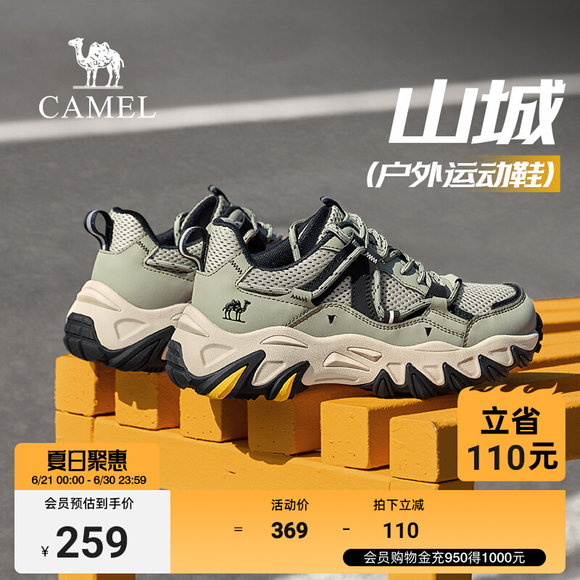 CAMEL
山城
(户外运动鞋)
立省
110元
夏日聚惠
6/21 00:00 - 6/30 23:59
会员预估到手价
¥ 259
=
活动价
369
-
拍下立减
110
会员购物金充950得1000元